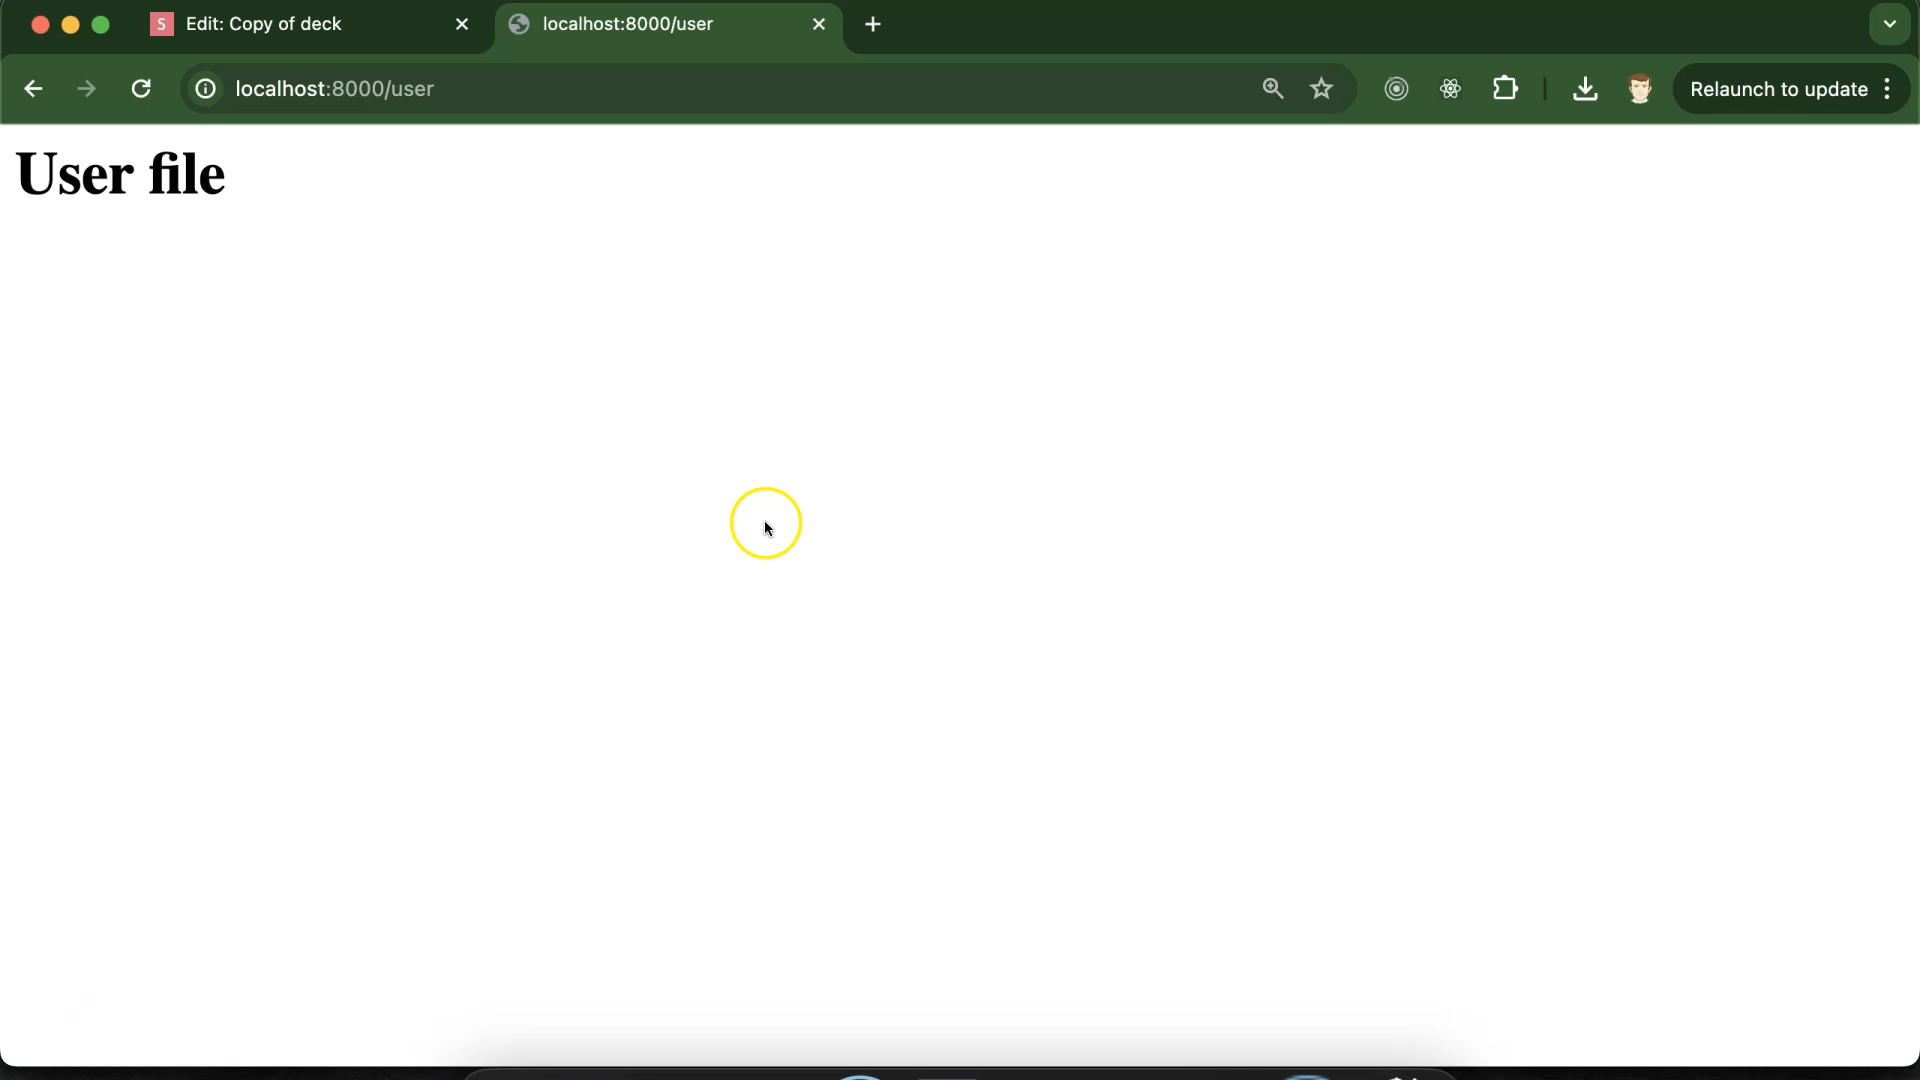 S Edit: Copy of deck
localhost:8000/user
localhost:8000/user
Relaunch to update
User file